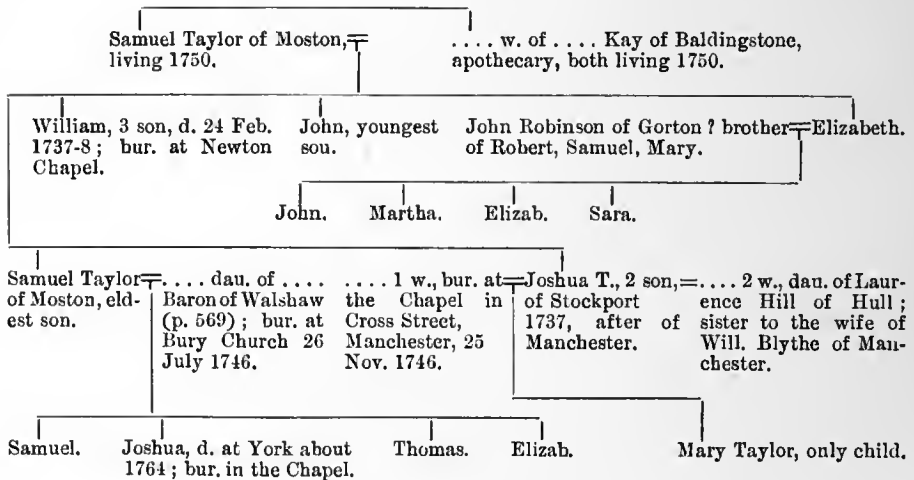 Samuel Taylor of Moston,
living 1750.
.... w. of .... Kay of Baldingstone,
apothecary, both living 1750.
William, 3 son, d. 24 Feb.
1737-8; bur. at Newton
Chapel.
John, youngest
sou.
John Robinson of Gorton? brother
of Robert, Samuel, Mary.
Elizabeth.
John. Martha. Elizab. Sara.
Samuel Taylor
of Moston, eld-
est son.
.... dau. of ....
Baron of Walshaw
(p. 569); bur. at
Bury Church 26
July 1746.
.... 1 w., bur. at
the Chapel in
Cross Street,
Manchester, 25
Nov. 1746.
Joshua T., 2 son,
of Stockport
1737, after of
Manchester.
.... 2 w., dau. of Laur-
ence Hill of Hull;
sister to the wife of
Will. Blythe of Man-
chester.
Samuel.
Joshua, d. at York about
1764; bur. in the Chapel.
Thomas.
Elizab.
Mary Taylor, only child.